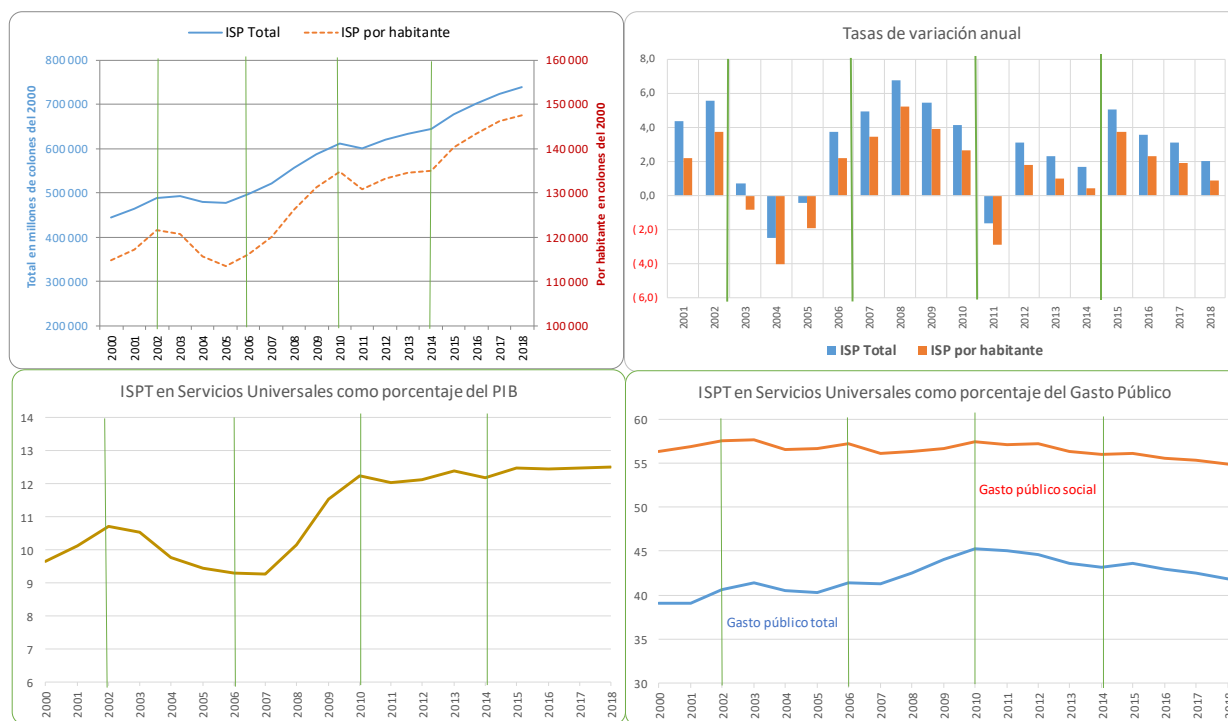 ISP Total ISP por habitante
Total en millones de colones del 2000
800 000
700 000
600 000
500 000
400 000
300 000
200 000
160 000
150 000
140 000
130 000
120 000
110 000
100 000
Por habitante en colones del 2000
2000 2001 2002 2003 2004 2005 2006 2007 2008 2009 2010 2011 2012 2013 2014 2015 2016 2017 2018
Tasas de variación anual
8,0
6,0
4,0
2,0
0,0
( 2,0)
( 4,0)
( 6,0)
2001 2002 2003 2004 2005 2006 2007 2008 2009 2010 2011 2012 2013 2014 2015 2016 2017 2018
ISP Total ISP por habitante
ISPT en Servicios Universales como porcentaje del PIB
14
13
12
11
10
9
8
7
6
2000 2001 2002 2003 2004 2005 2006 2007 2008 2009 2010 2011 2012 2013 2014 2015 2016 2017 2018
ISPT en Servicios Universales como porcentaje del Gasto Público
60
55
50
45
40
35
30
Gasto público social
Gasto público total
2000 2001 2002 2003 2004 2005 2006 2007 2008 2009 2010 2011 2012 2013 2014 2015 2016 2017 2018